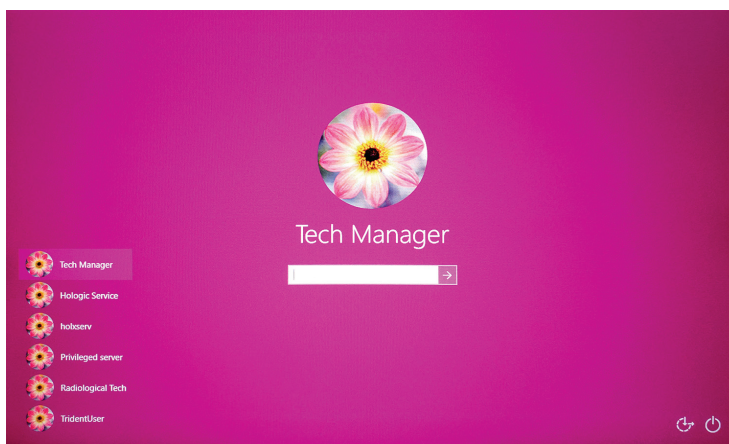 Tech Manager
Tech Manager
Hologic Service
holxserv
Privileged server
Radiological Tech
TridentUser